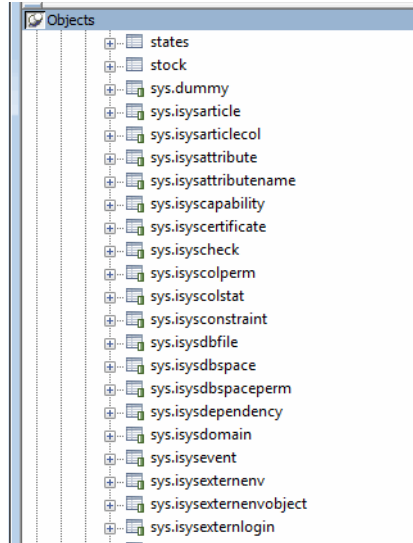 Objects
states
stock
sys.dummy
sys.isysarticle
sys.isysarticlecol
sys.isysattribute
sys.isysattributename
sys.isyscapability
sys.isyscertificate
sys.isyscheck
sys.isyscolperm
sys.isyscolstat
sys.isysconstraint
sys.isysdbfile
sys.isysdbspace
sys.isysdbspaceperm
sys.isysdependency
sys.isysdomain
sys.isysevent
sys.isysexternenv
sys.isysexternenvobject
sys.isysexternlogin